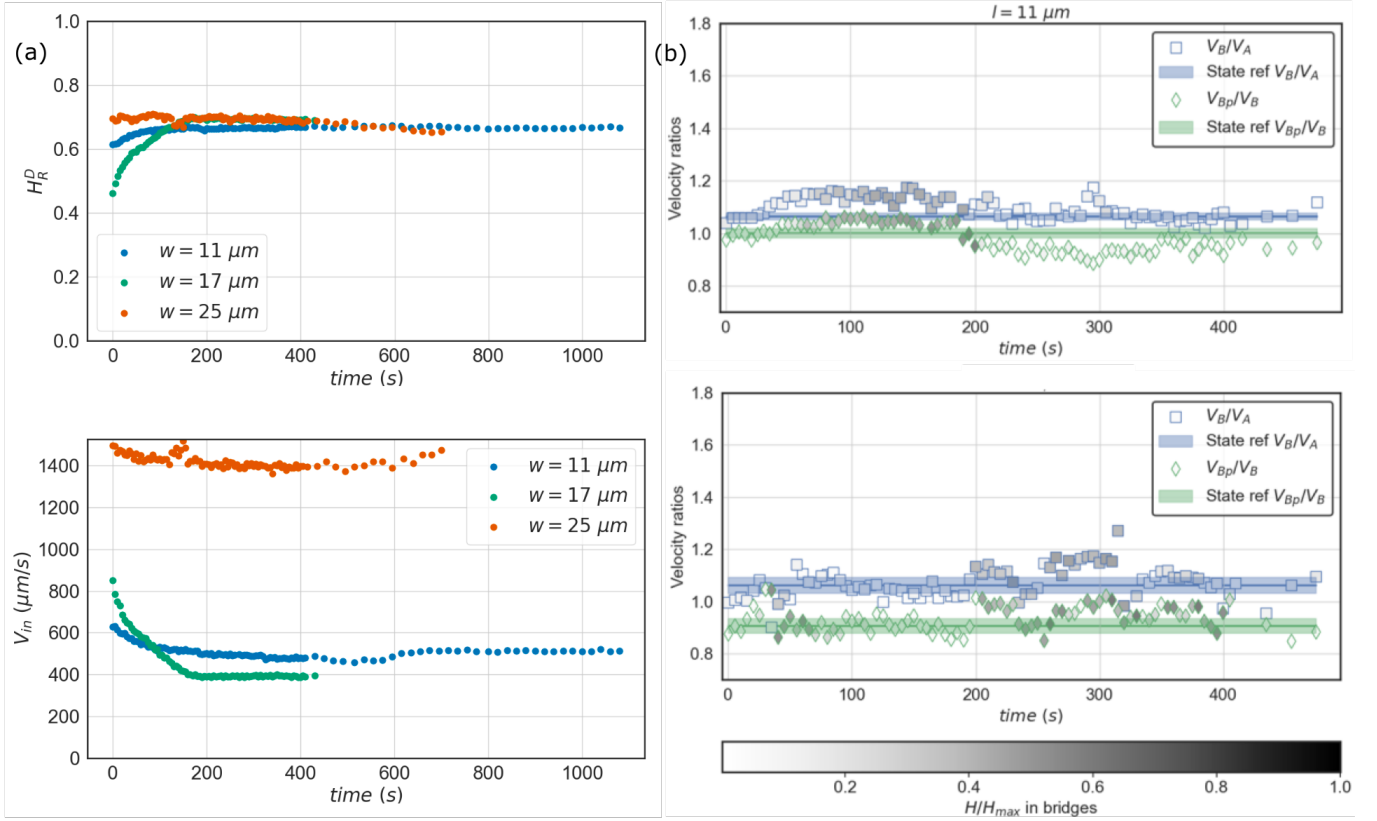 (a)
1.0
0.8
0.6
0.4
0.2
0.0
H_R^D
w = 11 μm
w = 17 μm
w = 25 μm
0 200 400 600 800 1000
time (s)
1400
1200
1000
800
600
400
200
0
V_in (μm/s)
w = 11 μm
w = 17 μm
w = 25 μm
0 200 400 600 800 1000
time (s)
(b)
l = 11 μm
1.8
1.6
1.4
1.2
1.0
0.8
Velocity ratios
V_B/V_A
State ref V_B/V_A
V_Bp/V_B
State ref V_Bp/V_B
0 100 200 300 400
time (s)
1.8
1.6
1.4
1.2
1.0
0.8
Velocity ratios
V_B/V_A
State ref V_B/V_A
V_Bp/V_B
State ref V_Bp/V_B
0 100 200 300 400
time (s)
0.2 0.4 0.6 0.8 1.0
H/H_max in bridges